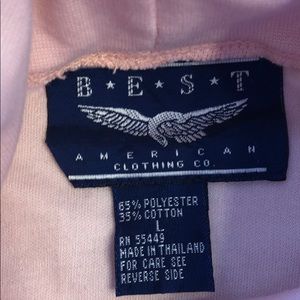 B★E★S★T
AMERICAN
CLOTHING CO.
65% POLYESTER
35% COTTON
L
RN 55449
MADE IN THAILAND
FOR CARE SEE
REVERSE SIDE